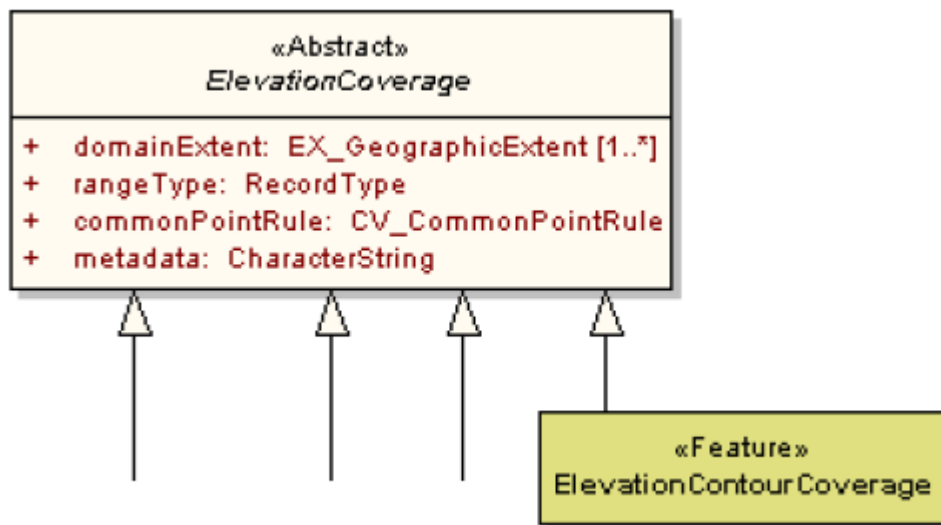 «Abstract»
ElevationCoverage
+ domainExtent: EX_GeographicExtent [1..*]
+ rangeType: RecordType
+ commonPointRule: CV_CommonPointRule
+ metadata: CharacterString
«Feature»
ElevationContourCoverage